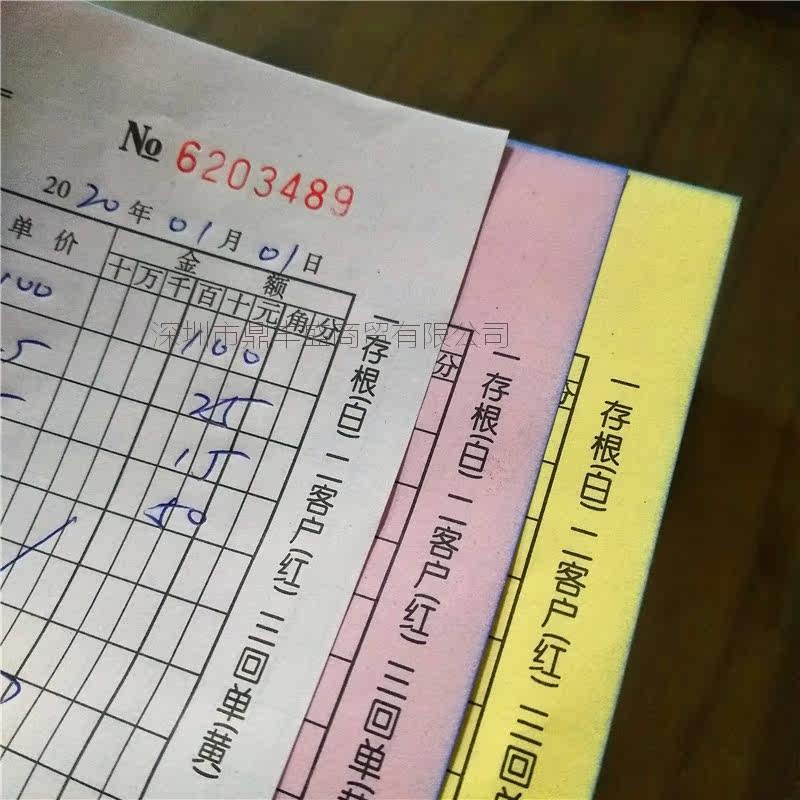 № 6203489
2020年01月01日
单价 金额
十万千百十元角分
100 100
5 25
15
50
深圳市鼎丰盛商贸有限公司
一存根(白) 二客户(红) 三回单(黄)
分
一存根(白) 二客户(红) 三回单(
分
一存根(白) 二客户(红) 三回单